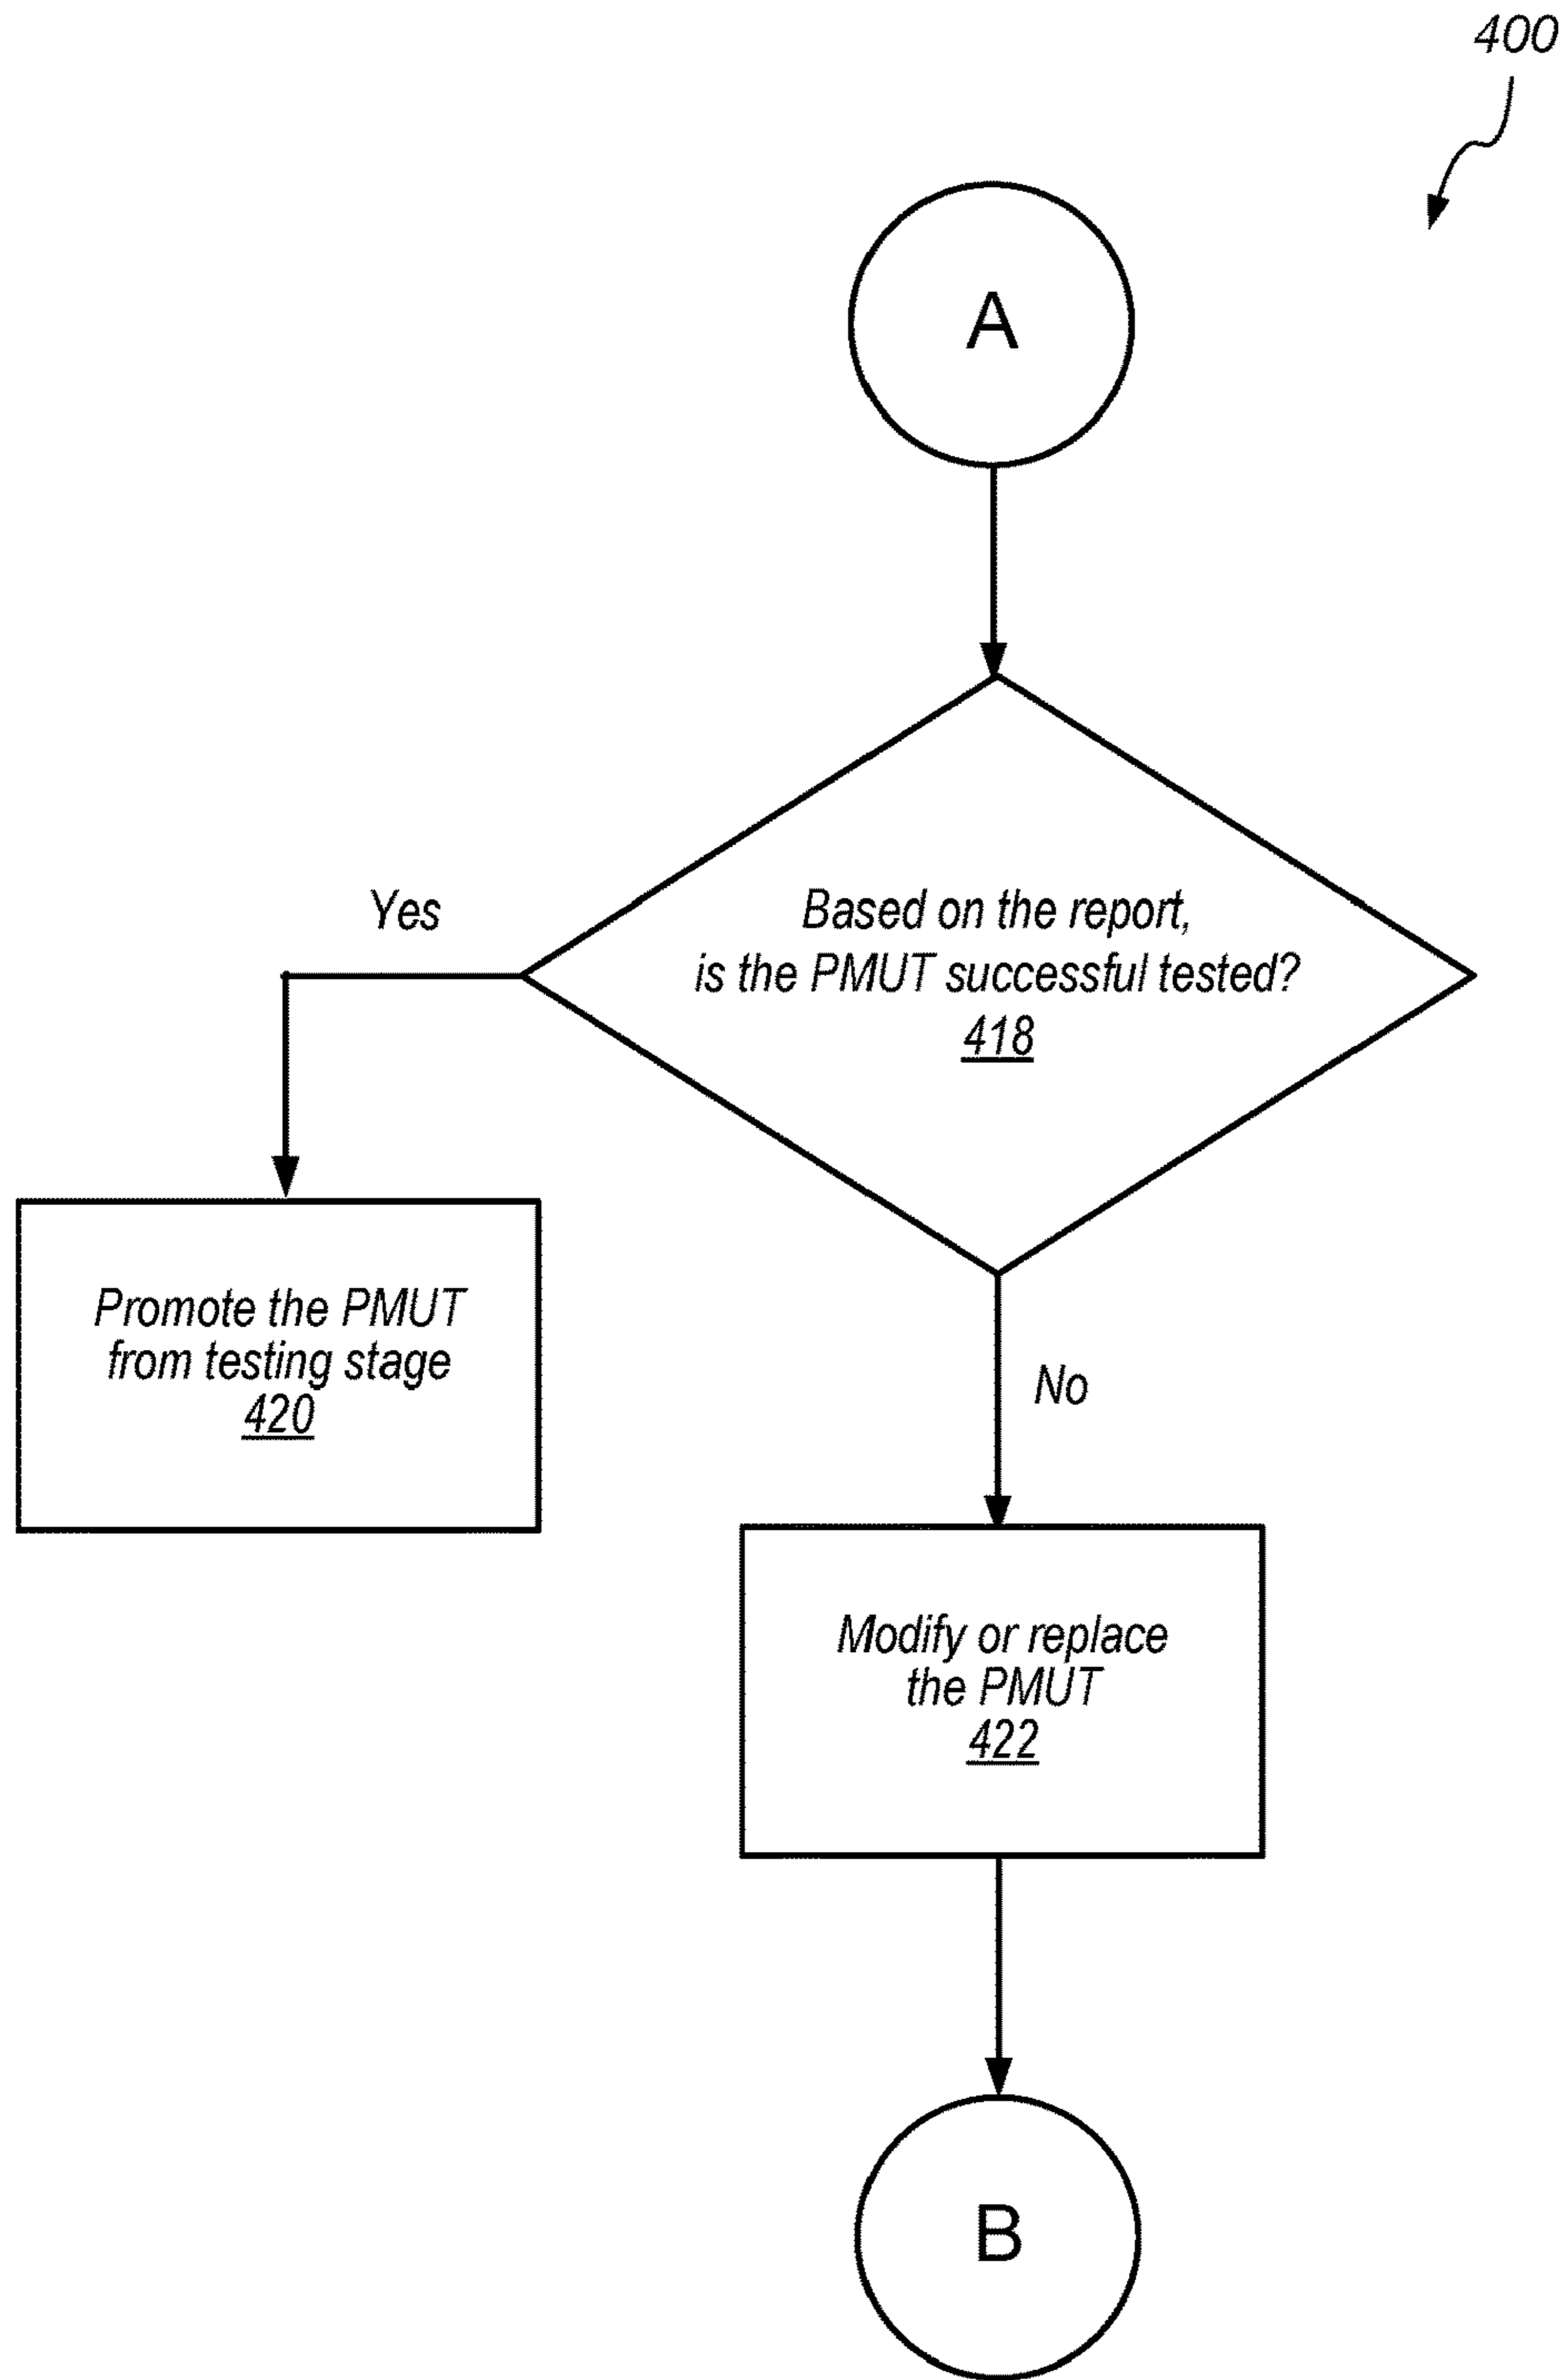 400
A
Yes
Based on the report,
is the PMUT successful tested?
418
Promote the PMUT
from testing stage
420
No
Modify or replace
the PMUT
422
B